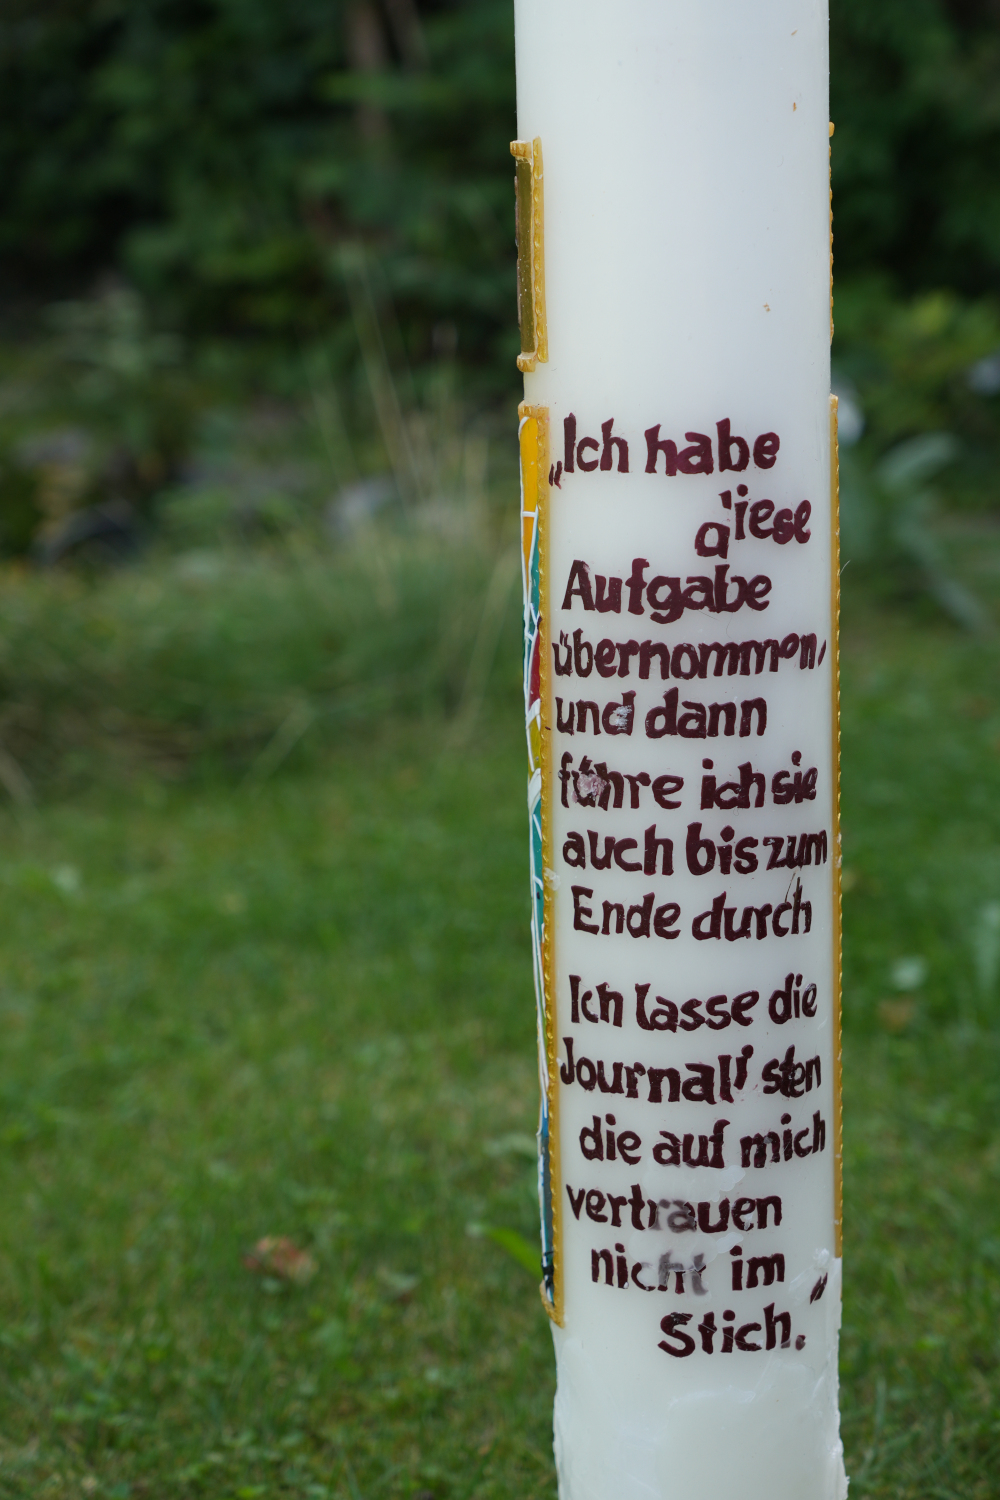 „Ich habe
diese
Aufgabe
übernommen,
und dann
führe ich sie
auch bis zum
Ende durch
Ich lasse die
Journalisten
die auf mich
vertrauen
nicht im
Stich."